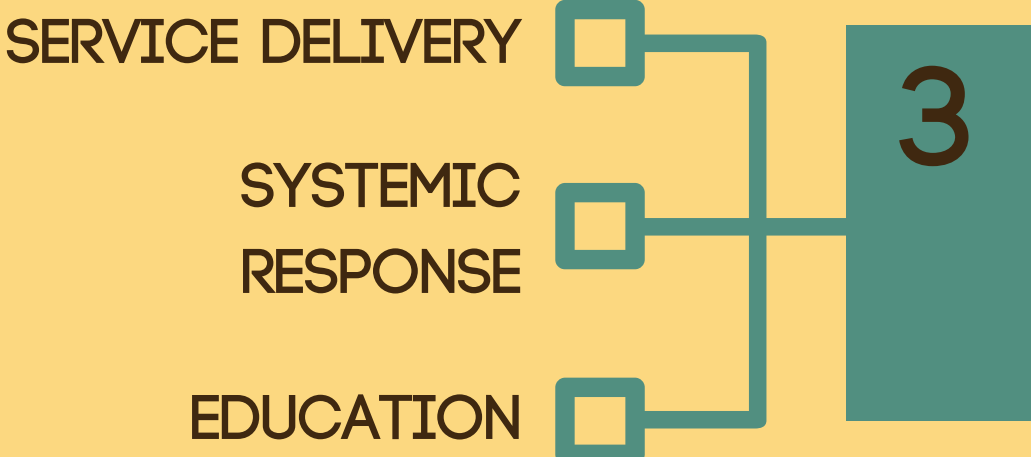 SERVICE DELIVERY
3
SYSTEMIC
RESPONSE
EDUCATION